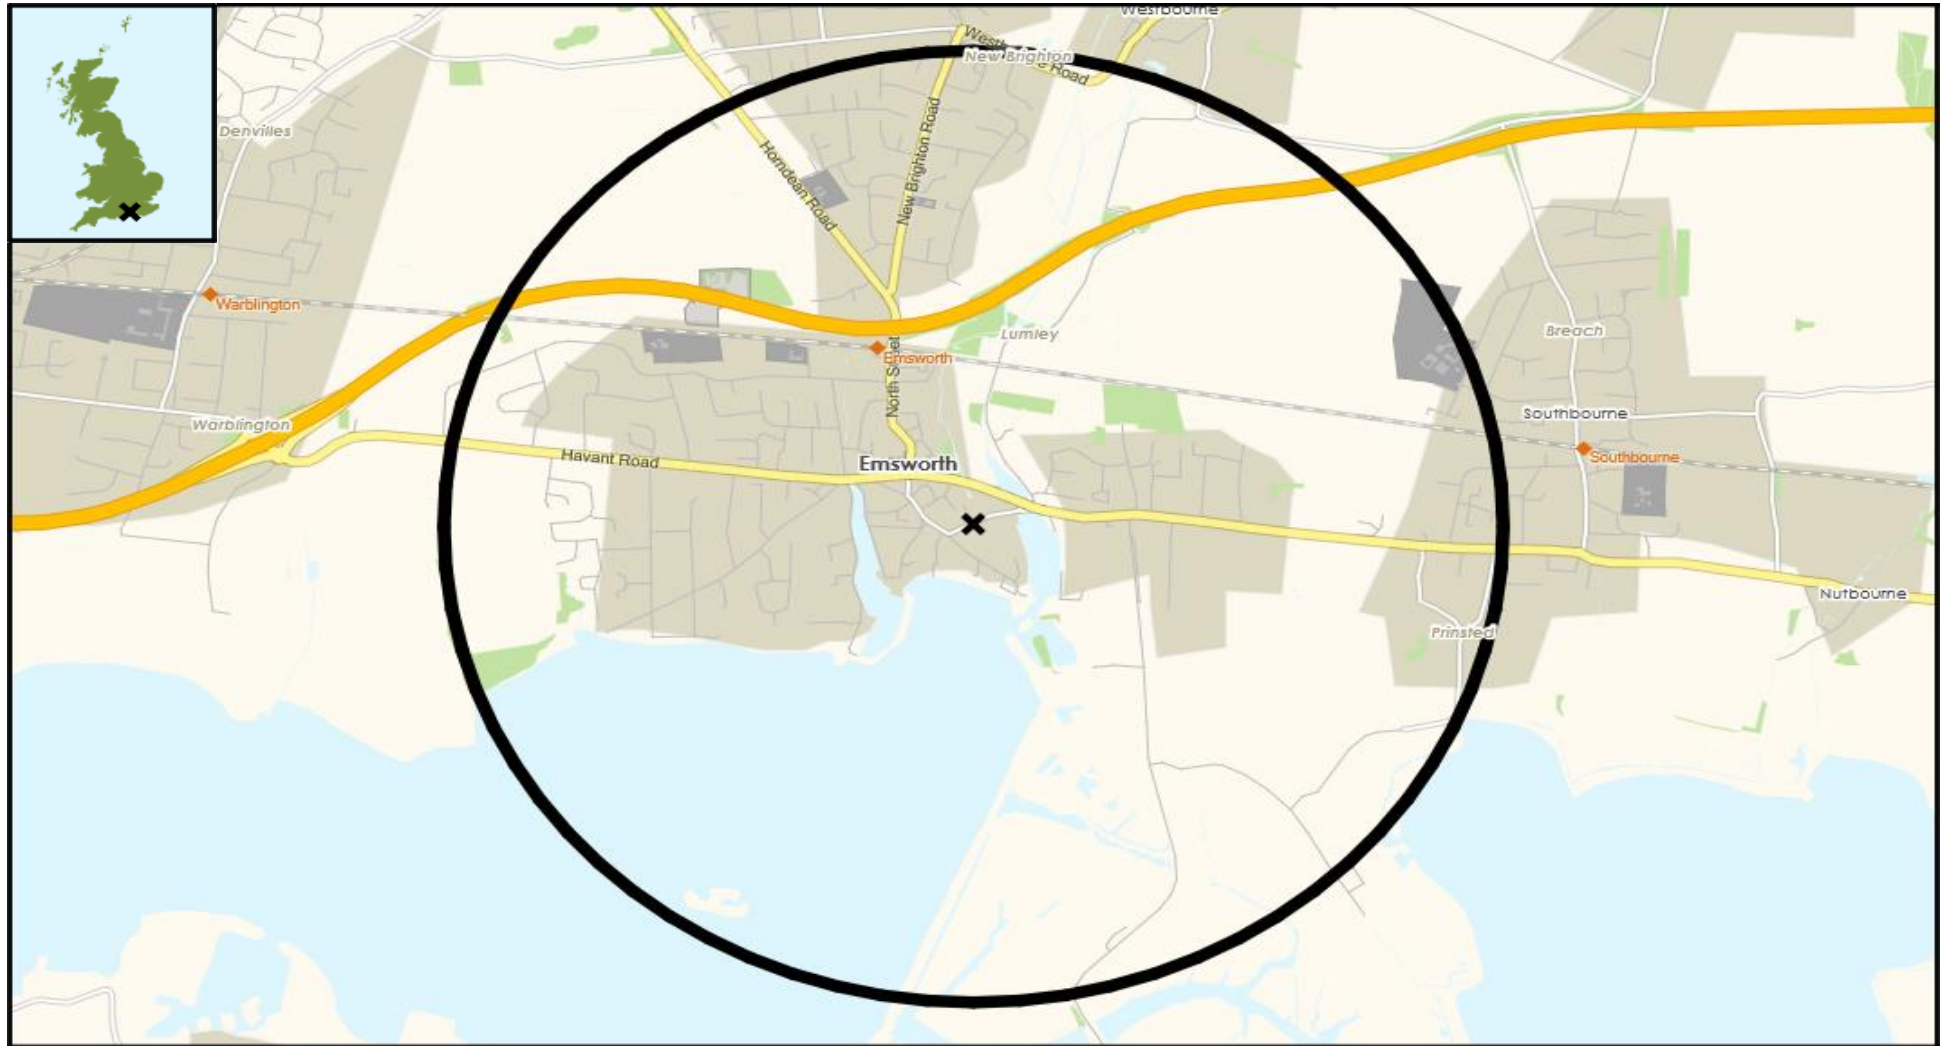 Westbourne
New Brighton
Road
Denvilles
Horndean Road
New Brighton Road
Warblington
Emsworth
Lumley
Breach
North Street
Southbourne
Warblington
Havant Road
Emsworth
Southbourne
Nutbourne
Prinsted